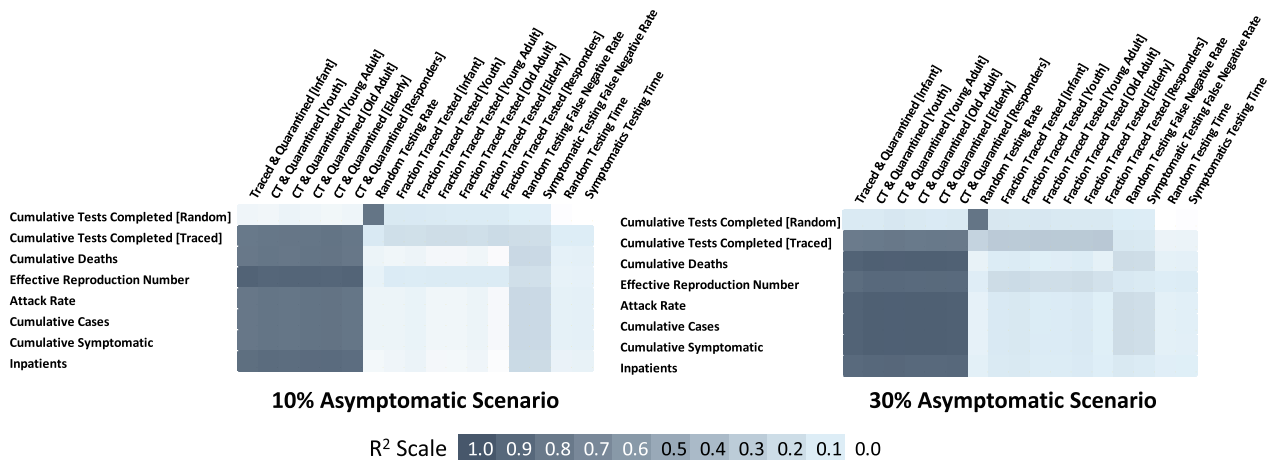 Traced & Quarantined [Infant]
CT & Quarantined [Youth]
CT & Quarantined [Young Adult]
CT & Quarantined [Old Adult]
CT & Quarantined [Elderly]
CT & Quarantined [Responders]
Random Testing Rate
Fraction Traced Tested [Infant]
Fraction Traced Tested [Youth]
Fraction Traced Tested [Young Adult]
Fraction Traced Tested [Old Adult]
Fraction Traced Tested [Elderly]
Fraction Traced Tested [Responders]
Random Testing False Negative Rate
Symptomatic Testing False Negative Rate
Random Testing Time
Symptomatics Testing Time
Cumulative Tests Completed [Random]
Cumulative Tests Completed [Traced]
Cumulative Deaths
Effective Reproduction Number
Attack Rate
Cumulative Cases
Cumulative Symptomatic
Inpatients
10% Asymptomatic Scenario
Traced & Quarantined [Infant]
CT & Quarantined [Youth]
CT & Quarantined [Young Adult]
CT & Quarantined [Old Adult]
CT & Quarantined [Elderly]
CT & Quarantined [Responders]
Random Testing Rate
Fraction Traced Tested [Infant]
Fraction Traced Tested [Youth]
Fraction Traced Tested [Young Adult]
Fraction Traced Tested [Old Adult]
Fraction Traced Tested [Elderly]
Fraction Traced Tested [Responders]
Random Testing False Negative Rate
Symptomatic Testing False Negative Rate
Random Testing Time
Symptomatics Testing Time
Cumulative Tests Completed [Random]
Cumulative Tests Completed [Traced]
Cumulative Deaths
Effective Reproduction Number
Attack Rate
Cumulative Cases
Cumulative Symptomatic
Inpatients
30% Asymptomatic Scenario
R² Scale 1.0 0.9 0.8 0.7 0.6 0.5 0.4 0.3 0.2 0.1 0.0